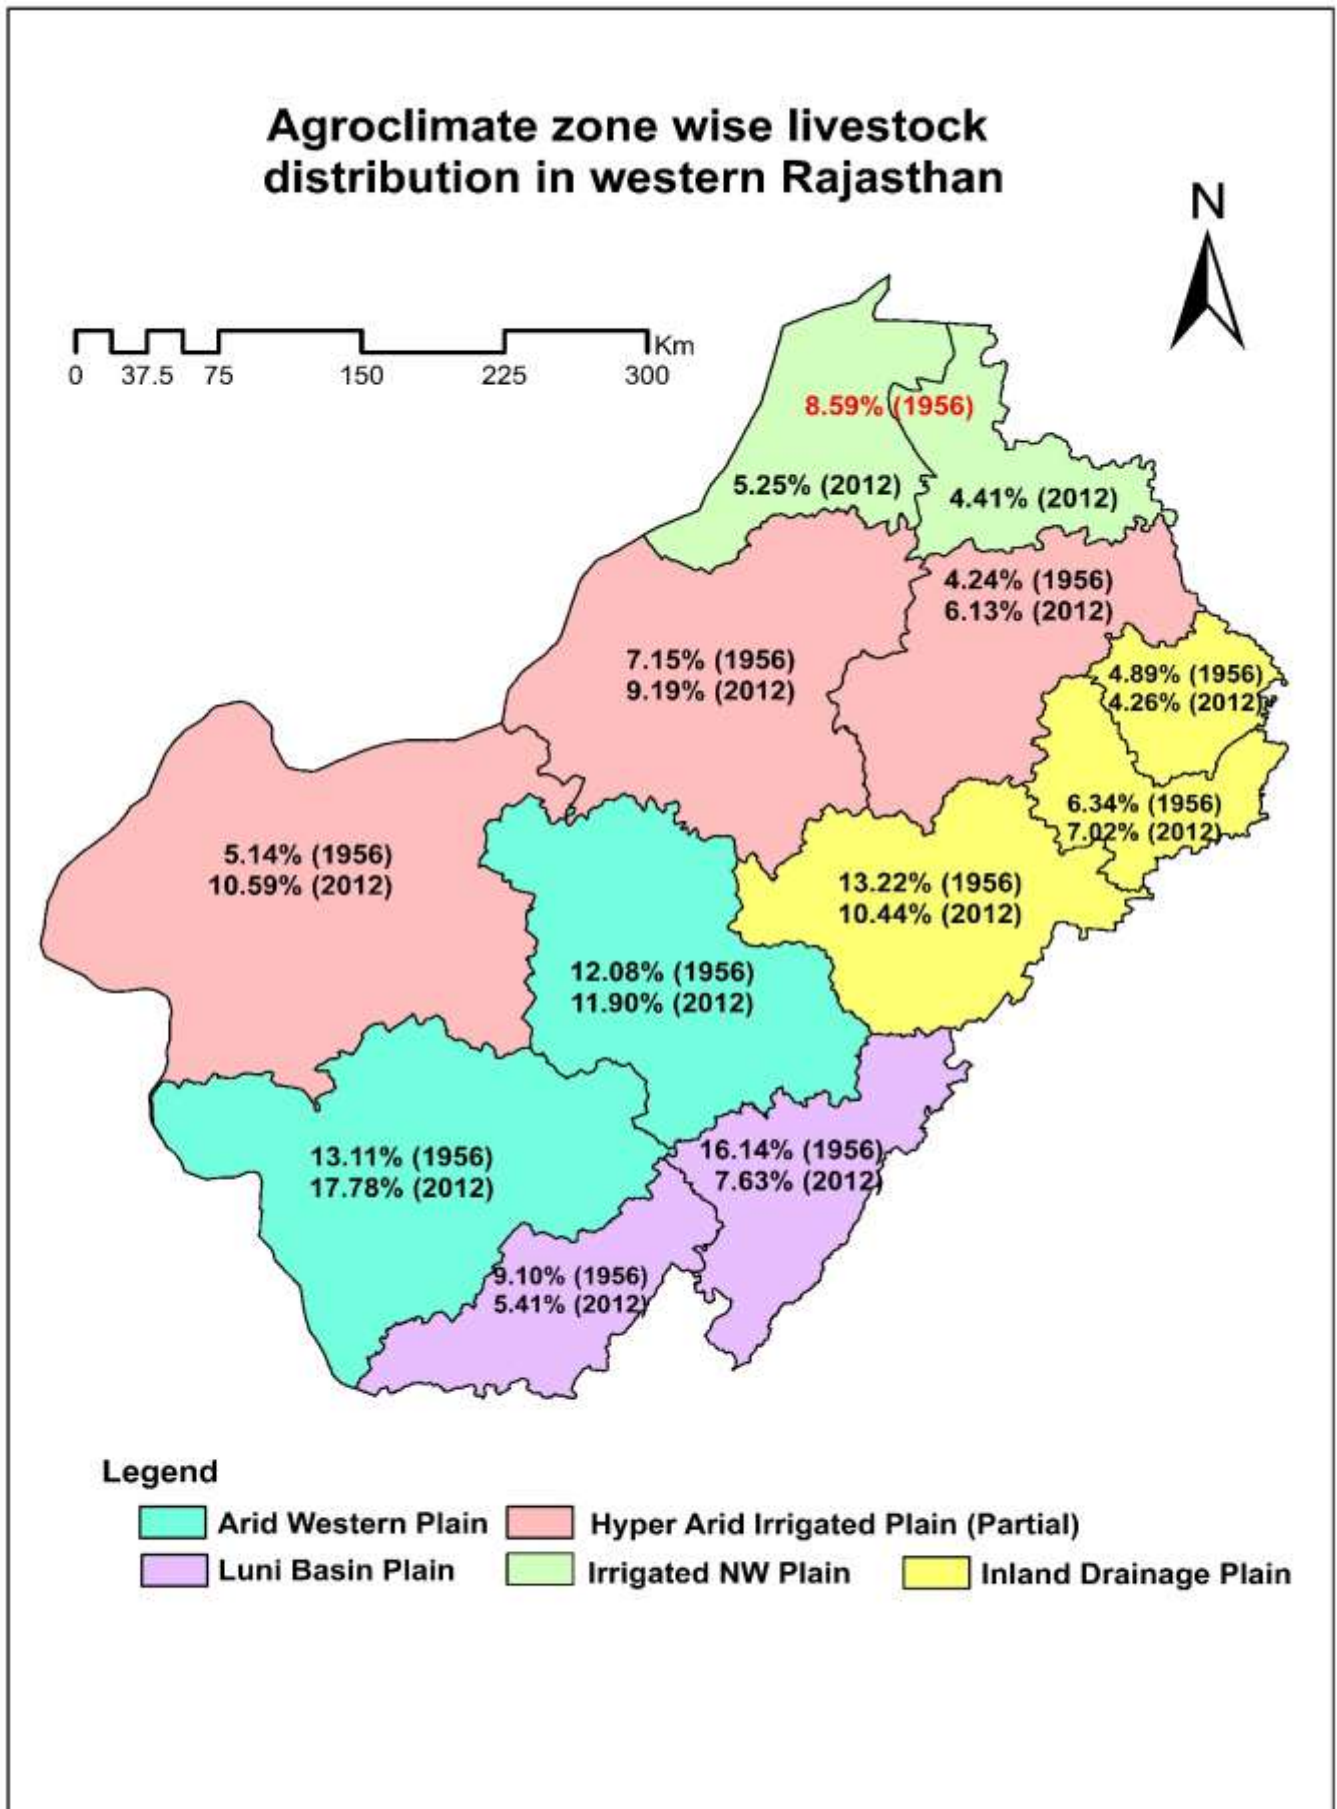 Agroclimate zone wise livestock
distribution in western Rajasthan
N
Km
0 37.5 75 150 225 300
8.59% (1956)
5.25% (2012)
4.41% (2012)
4.24% (1956)
6.13% (2012)
7.15% (1956)
9.19% (2012)
4.89% (1956)
4.26% (2012)
6.34% (1956)
7.02% (2012)
5.14% (1956)
10.59% (2012)
13.22% (1956)
10.44% (2012)
12.08% (1956)
11.90% (2012)
13.11% (1956)
17.78% (2012)
16.14% (1956)
7.63% (2012)
9.10% (1956)
5.41% (2012)
Legend
Arid Western Plain Hyper Arid Irrigated Plain (Partial)
Luni Basin Plain Irrigated NW Plain Inland Drainage Plain